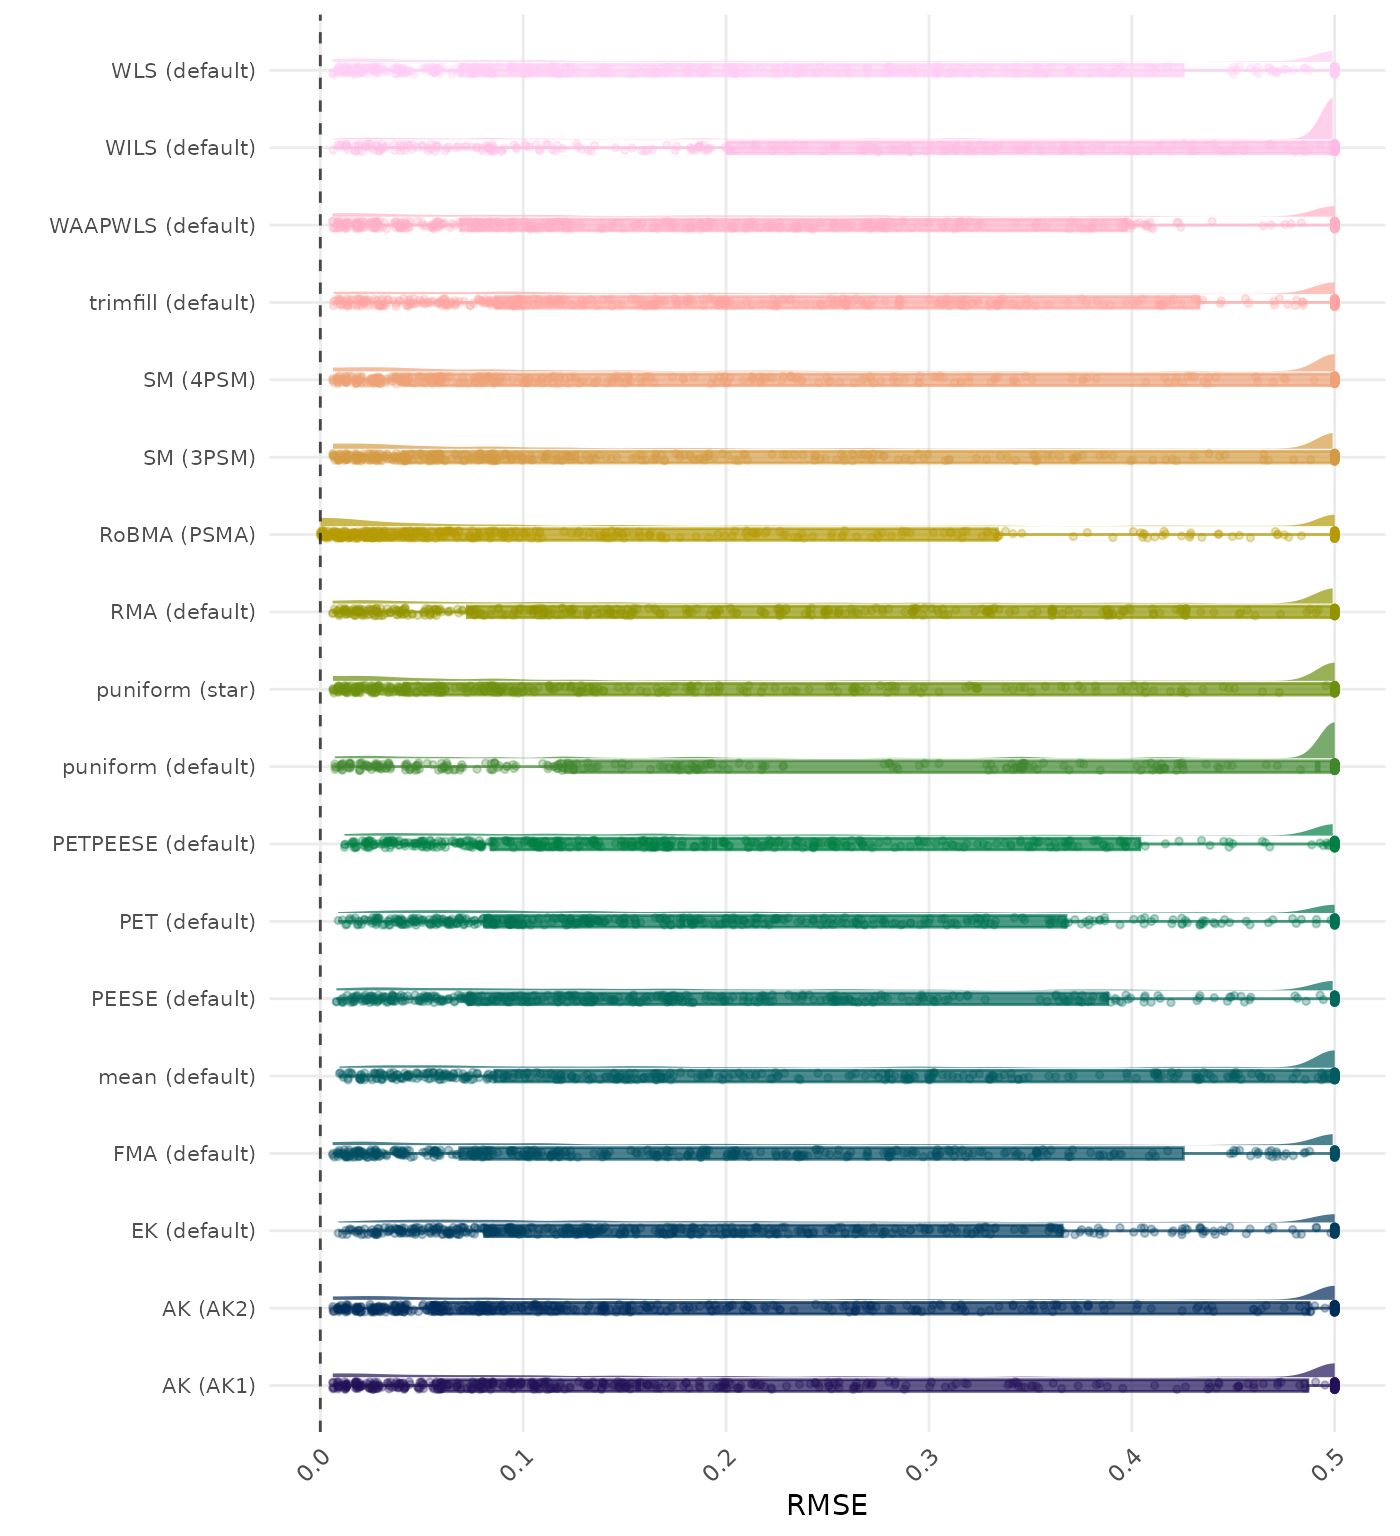 WLS (default)
WILS (default)
WAAPWLS (default)
trimfill (default)
SM (4PSM)
SM (3PSM)
RoBMA (PSMA)
RMA (default)
puniform (star)
puniform (default)
PETPEESE (default)
PET (default)
PEESE (default)
mean (default)
FMA (default)
EK (default)
AK (AK2)
AK (AK1)
0.0 0.1 0.2 0.3 0.4 0.5
RMSE